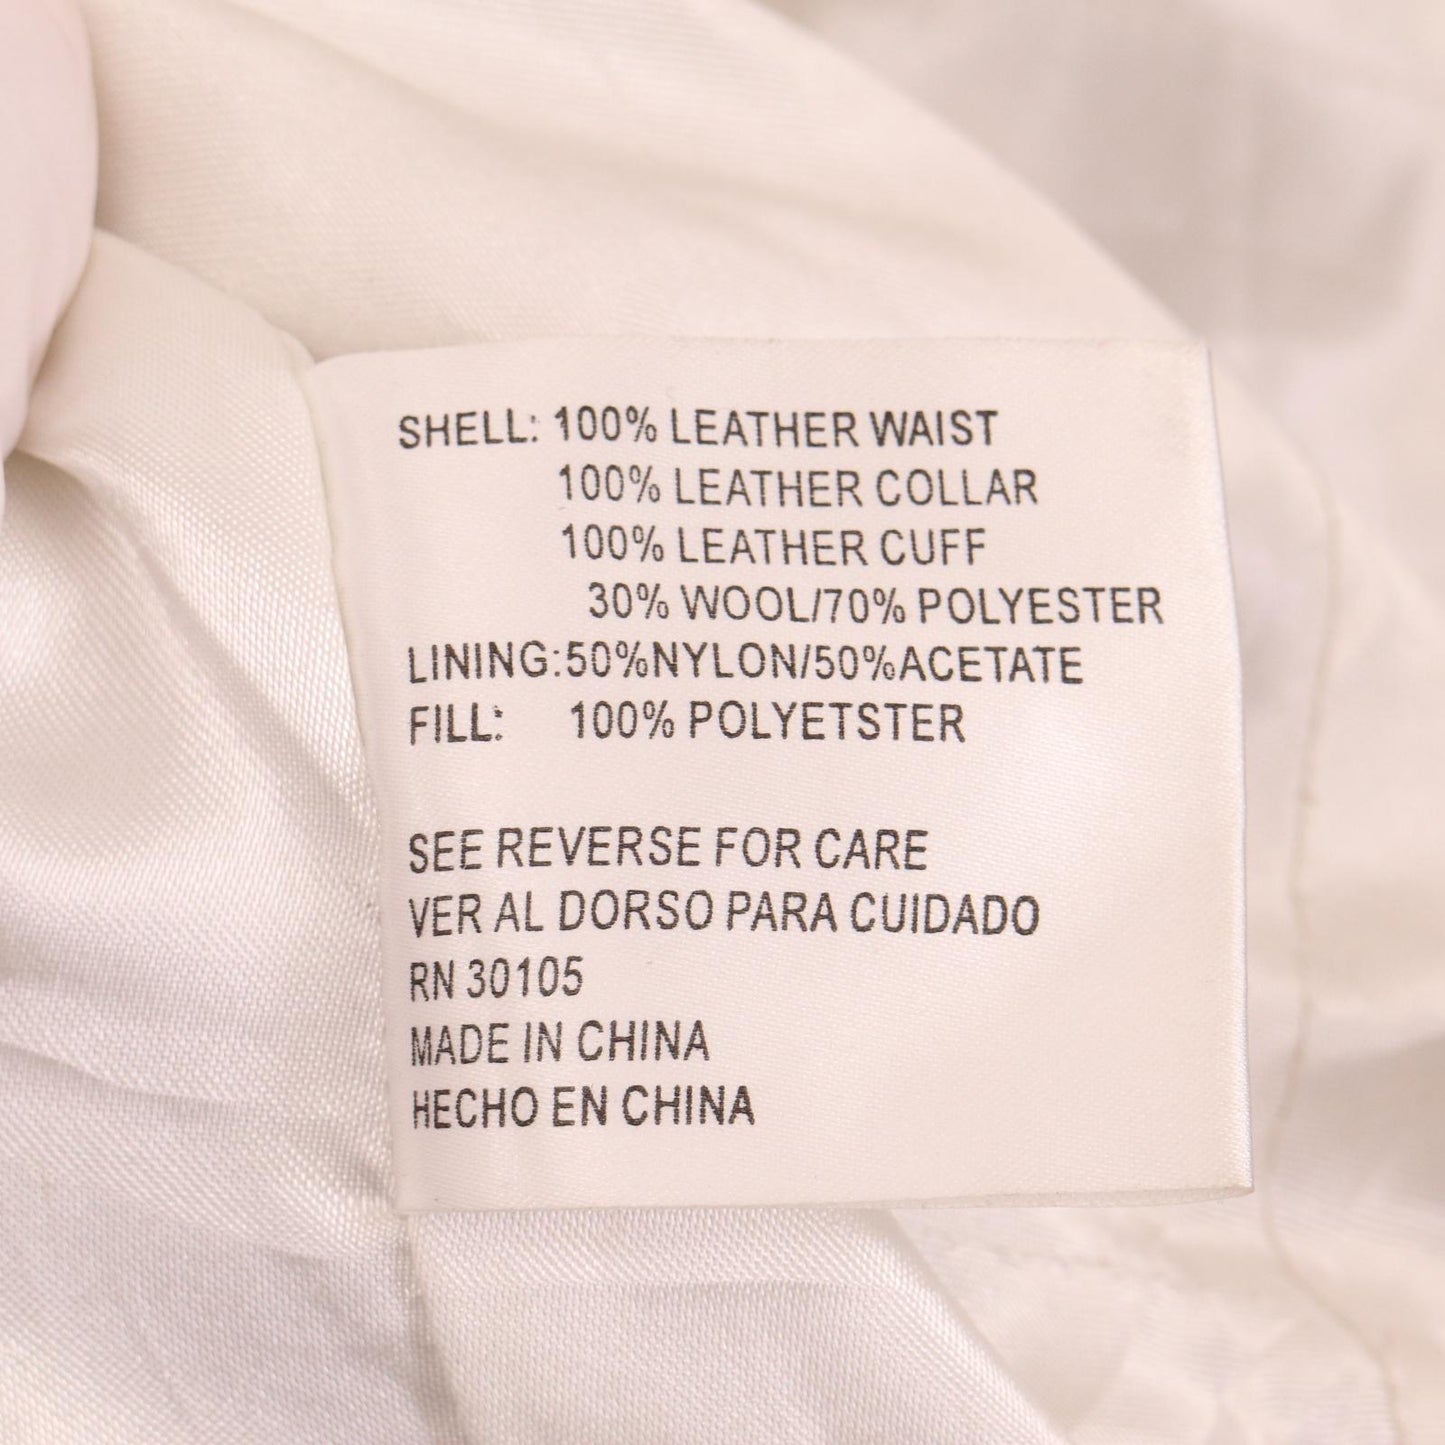 SHELL: 100% LEATHER WAIST
100% LEATHER COLLAR
100% LEATHER CUFF
30% WOOL/70% POLYESTER
LINING:50%NYLON/50%ACETATE
FILL: 100% POLYETSTER
SEE REVERSE FOR CARE
VER AL DORSO PARA CUIDADO
RN 30105
MADE IN CHINA
HECHO EN CHINA